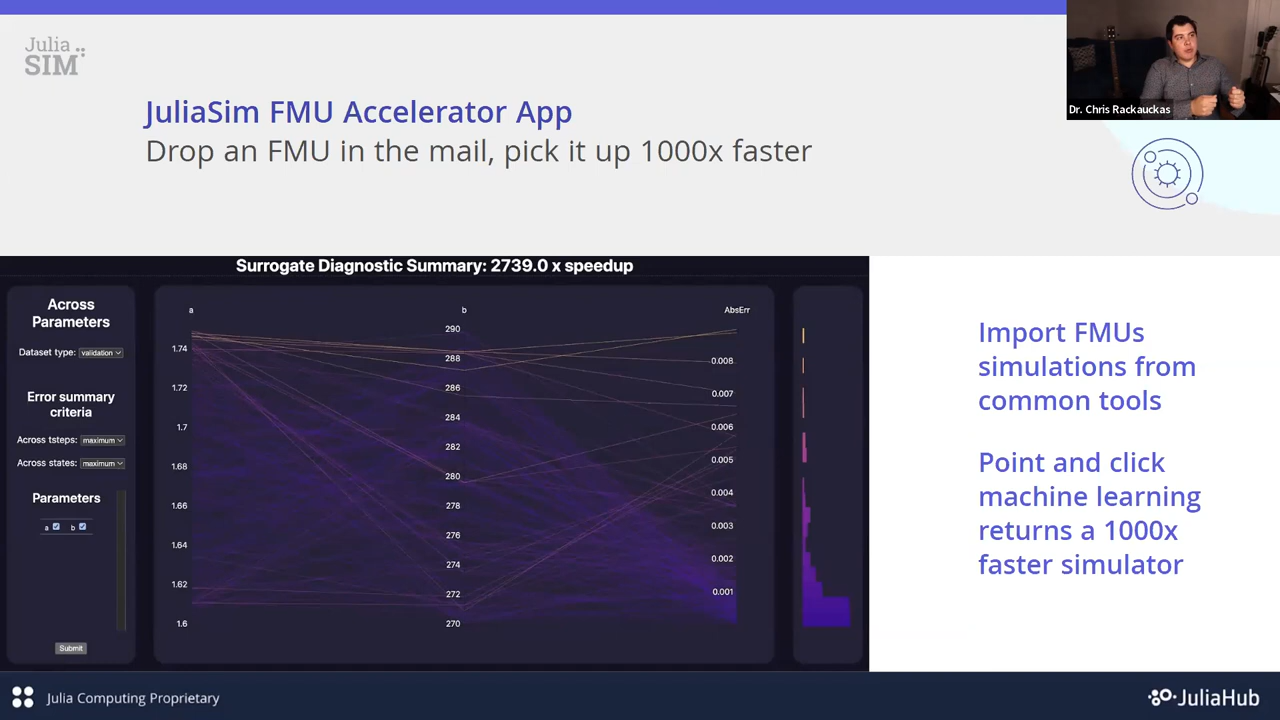 Julia
SIM
JuliaSim FMU Accelerator App
Drop an FMU in the mail, pick it up 1000x faster
Dr. Chris Rackauckas
Surrogate Diagnostic Summary: 2739.0 x speedup
Across
Parameters
Dataset type: validation
Error summary
criteria
Across tsteps: maximum
Across states: maximum
Parameters
a b
Submit
a
1.74
1.72
1.7
1.68
1.66
1.64
1.62
1.6
b
290
288
286
284
282
280
278
276
274
272
270
AbsErr
0.008
0.007
0.006
0.005
0.004
0.003
0.002
0.001
Import FMUs
simulations from
common tools
Point and click
machine learning
returns a 1000x
faster simulator
Julia Computing Proprietary
JuliaHub